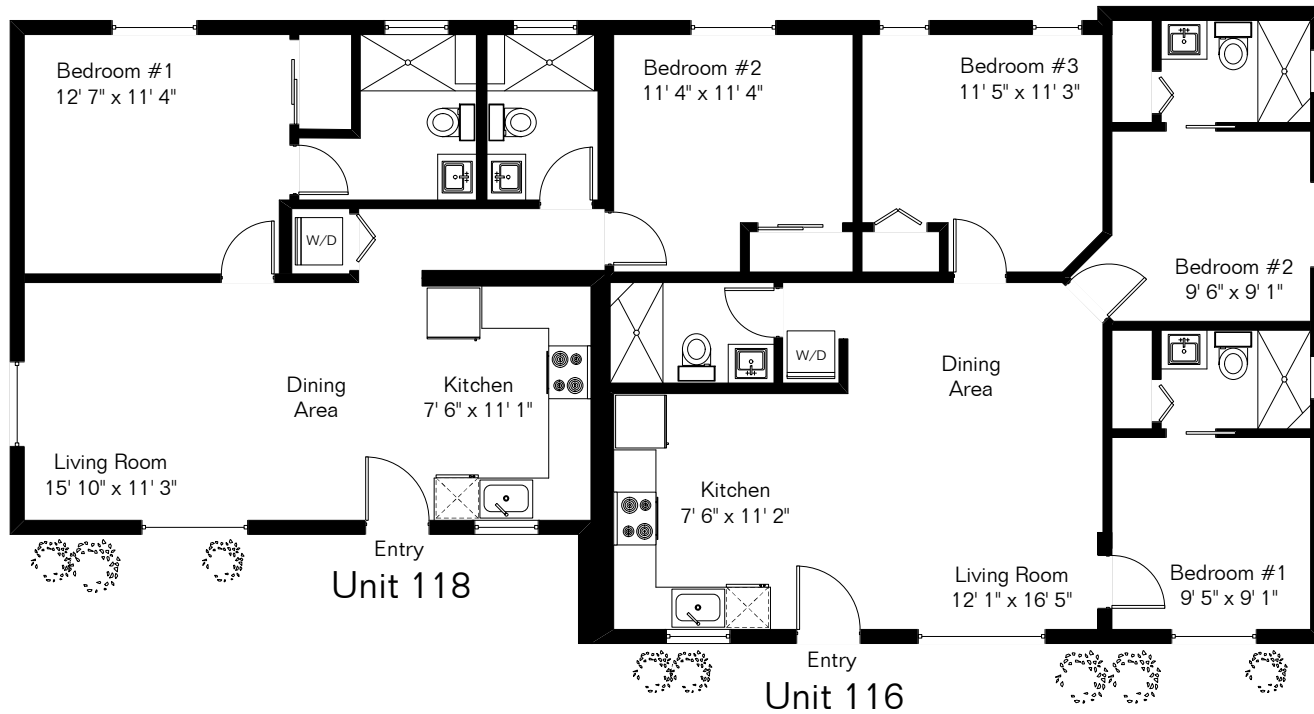 Bedroom #1
12' 7" x 11' 4"
Bedroom #2
11' 4" x 11' 4"
Bedroom #3
11' 5" x 11' 3"
W/D
Bedroom #2
9' 6" x 9' 1"
W/D
Dining
Area
Kitchen
7' 6" x 11' 1"
Dining
Area
Living Room
15' 10" x 11' 3"
Kitchen
7' 6" x 11' 2"
Entry
Unit 118
Living Room
12' 1" x 16' 5"
Bedroom #1
9' 5" x 9' 1"
Entry
Unit 116